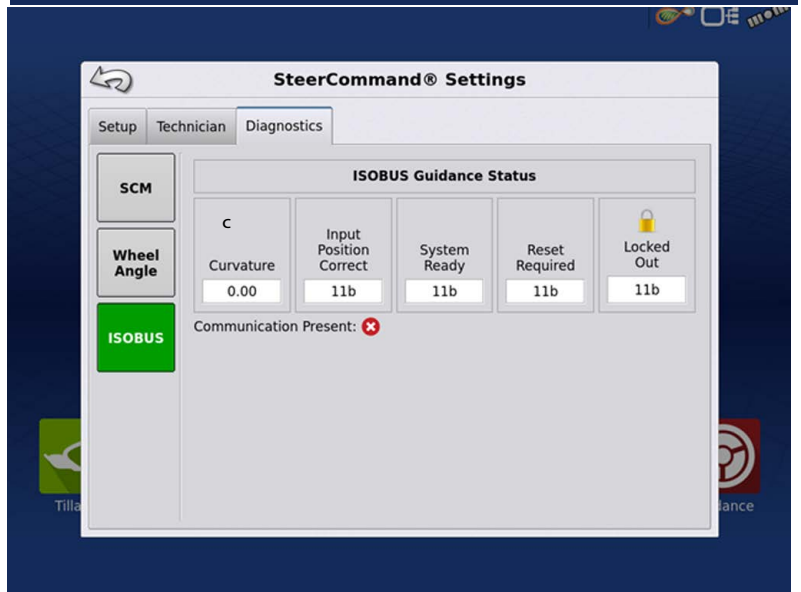 SteerCommand® Settings
Setup
Technician
Diagnostics
SCM
Wheel
Angle
ISOBUS
ISOBUS Guidance Status
c
Curvature
0.00
Input
Position
Correct
11b
System
Ready
11b
Reset
Required
11b
Locked
Out
11b
Communication Present:
Tilla
dance